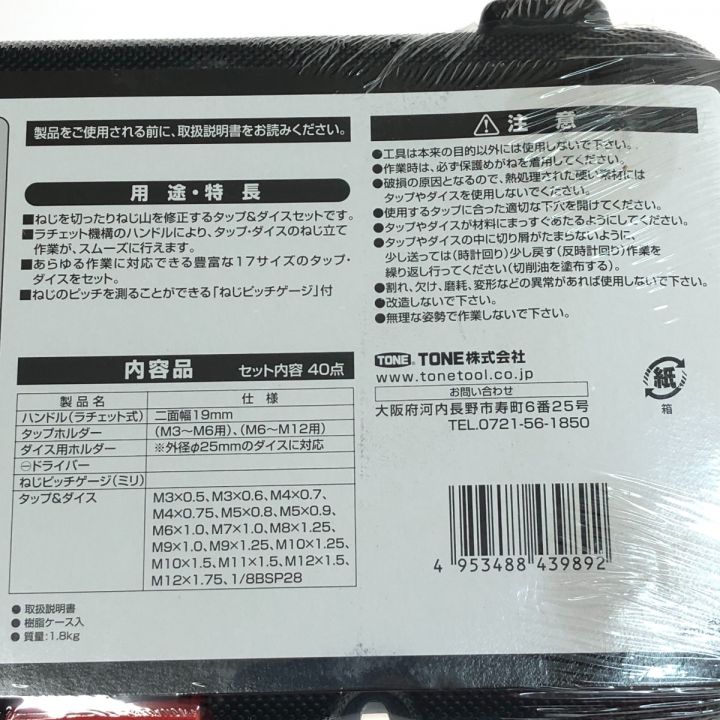 製品をご使用される前に、取扱説明書をお読みください。
用途・特長
■ねじを切ったりねじ山を修正するタップ&ダイスセットです。
■ラチェット機構のハンドルにより、タップ・ダイスのねじ立て
作業が、スムーズに行えます。
■あらゆる作業に対応できる豊富な17サイズのタップ・
ダイスをセット。
■ねじのピッチを測ることができる「ねじピッチゲージ」付
内容品 セット内容 40点
製品名 仕様
ハンドル(ラチェット式) 二面幅19mm
タップホルダー (M3〜M6用)、(M6〜M12用)
ダイス用ホルダー ※外径φ25mmのダイスに対応
⊖ドライバー
ねじピッチゲージ(ミリ)
タップ&ダイス M3×0.5、M3×0.6、M4×0.7、
M4×0.75、M5×0.8、M5×0.9、
M6×1.0、M7×1.0、M8×1.25、
M9×1.0、M9×1.25、M10×1.25、
M10×1.5、M11×1.5、M12×1.5、
M12×1.75、1/8BSP28
● 取扱説明書
● 樹脂ケース入
● 質量:1.8kg
⚠ 注意
●工具は本来の目的以外には使用しないで下さい。
●作業時は、必ず保護めがねを着用してください。
●破損の原因となるので、熱処理された硬い素材には
タップやダイスを使用しないでください。
●使用するタップに合った適切な下穴を開けてください。
●タップやダイスが材料にまっすぐあたるようにしてください。
●タップやダイスの中に切り屑がたまらないように、
少し送っては(時計回り)少し戻す(反時計回り)作業を
繰り返し行ってください(切削油を塗布する)。
●割れ、欠け、磨耗、変形などの異常があれば使用しないで下さい。
●改造しないで下さい。
●無理な姿勢で作業しないで下さい。
TONE TONE株式会社
www.tonetool.co.jp
お問い合わせ
大阪府河内長野市寿町6番25号
TEL.0721-56-1850
紙
箱
4 953488 439892